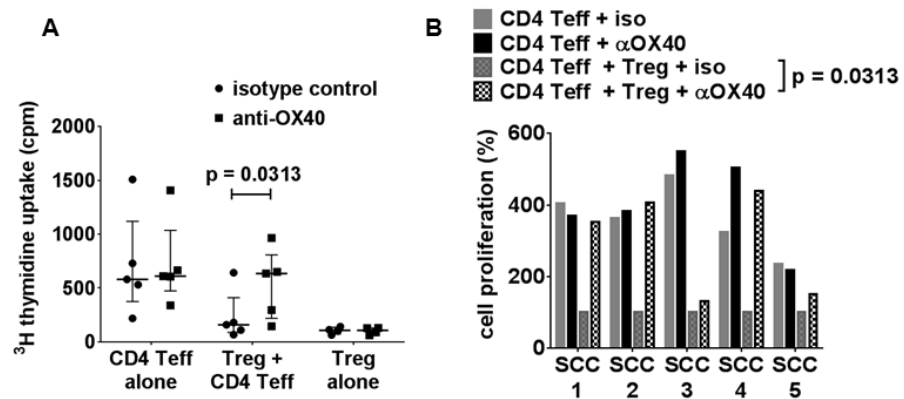 A
isotype control
anti-OX40
2000
1500
1000
500
0
p = 0.0313
³H thymidine uptake (cpm)
CD4 Teff
alone
Treg +
CD4 Teff
Treg
alone
B
CD4 Teff + iso
CD4 Teff + αOX40
CD4 Teff + Treg + iso
CD4 Teff + Treg + αOX40
p = 0.0313
600
400
200
0
cell proliferation (%)
SCC SCC SCC SCC SCC
1 2 3 4 5